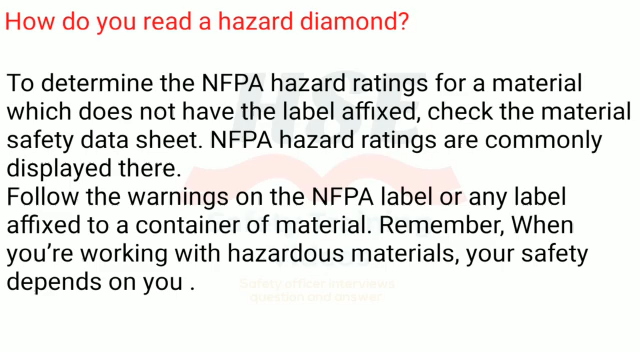 How do you read a hazard diamond?
To determine the NFPA hazard ratings for a material
which does not have the label affixed, check the material
safety data sheet. NFPA hazard ratings are commonly
displayed there.
Follow the warnings on the NFPA label or any label
affixed to a container of material. Remember, When
you’re working with hazardous materials, your safety
depends on you .
HSE
Safety officer interviews
question and answer